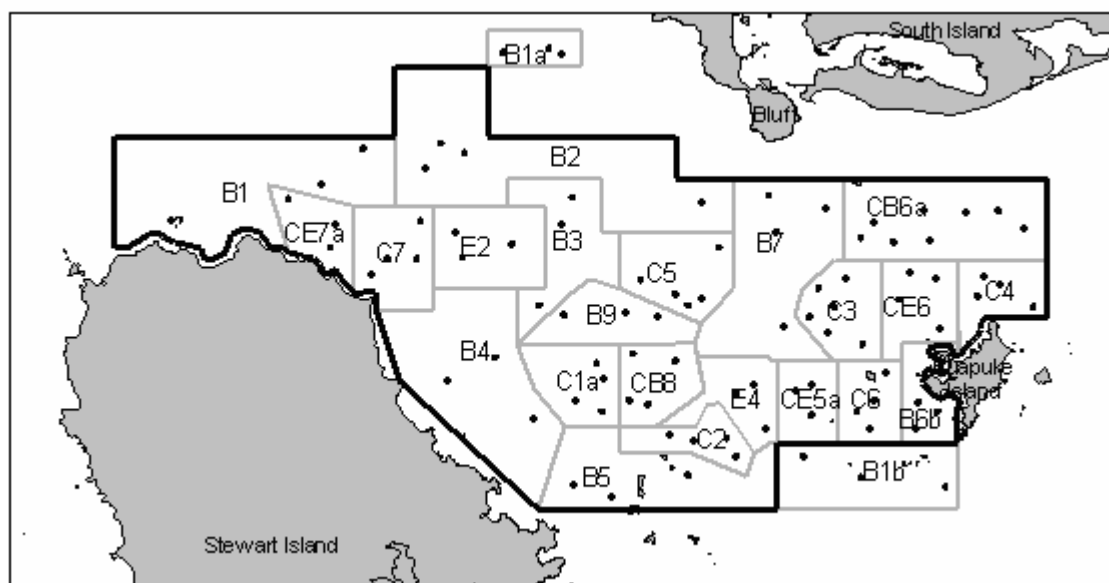 South Island
B1a
Bluff
B2
B1
CB6a
CE7a
B3
B7
C7
E2
C5
C4
CE6
C3
B9
B4
C1a
CB8
E4
CE5a
C6
B6b
Island
C2
B5
B1b
Stewart Island